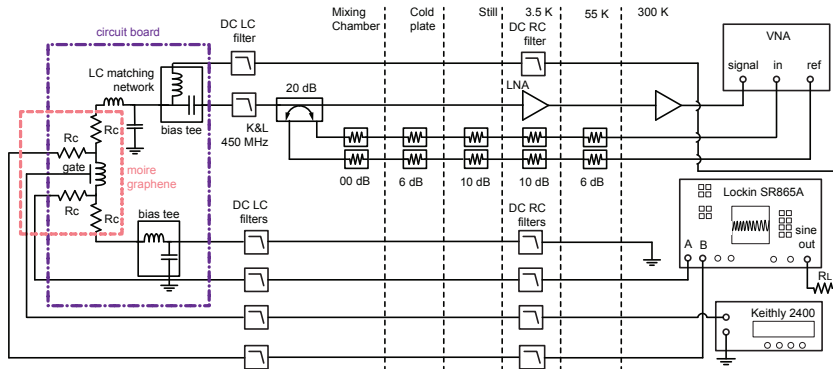 circuit board
DC LC
filter
Mixing
Chamber
Cold
plate
Still
3.5 K
55 K
300 K
DC RC
filter
VNA
signal
in
ref
LC matching
network
bias tee
20 dB
LNA
K&L
450 MHz
Rc
Rc
gate
moire
graphene
Rc
Rc
00 dB
6 dB
10 dB
10 dB
6 dB
bias tee
DC LC
filters
DC RC
filters
Lockin SR865A
A
B
sine
out
RL
Keithly 2400